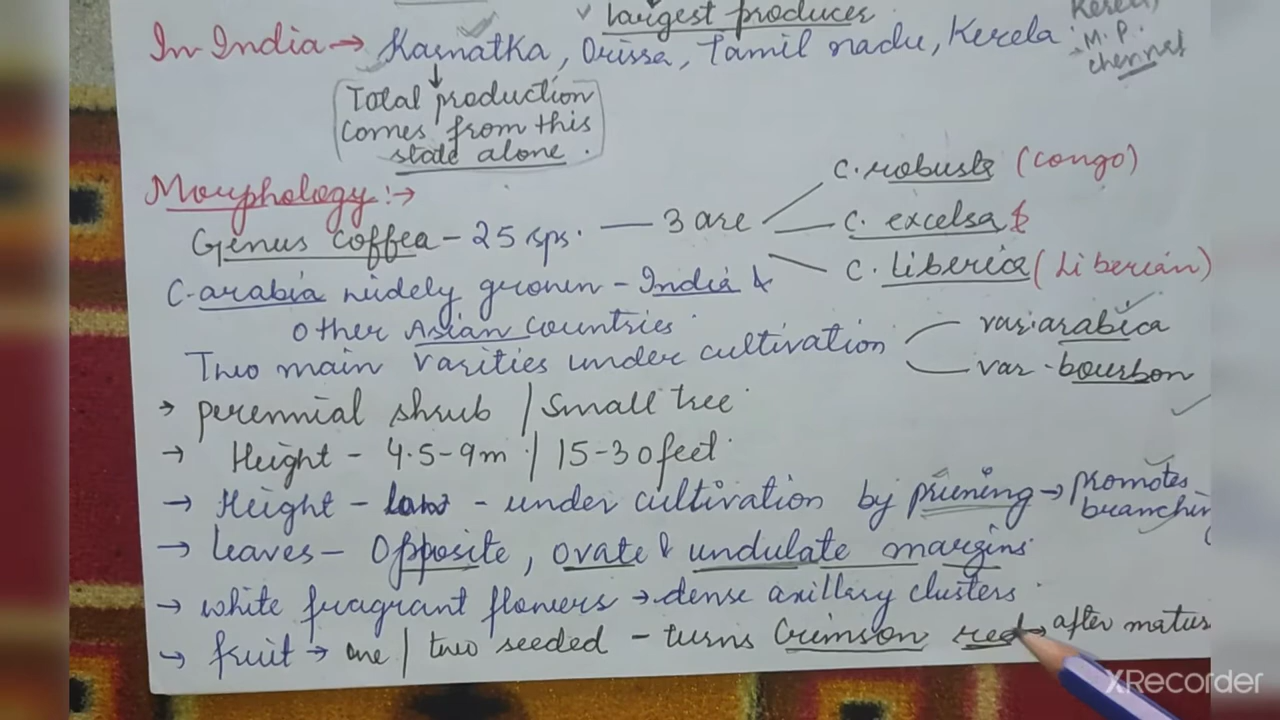 largest producer
In India → Karnatka, Orissa, Tamil nadu, Kerela
M.P.
chennai
Total production
comes from this
state alone.
Morphology :→
Genus coffea - 25 sps. — 3 are
c. robusta (congo)
c. excelsa
c. liberica (Liberian)
C. arabia widely grown - India &
other Asian countries
Two main varities under cultivation
var. arabica
var - bourbon
→ perennial shrub / small tree
→ Height - 4.5-9m / 15-30 feet
→ Height - low - under cultivation by pruning → promotes
branchin
→ leaves - opposite, ovate & undulate margins
→ white fragrant flowers → dense axillary clusters
→ fruit → one / two seeded - turns crimson red → after matur
XRecorder